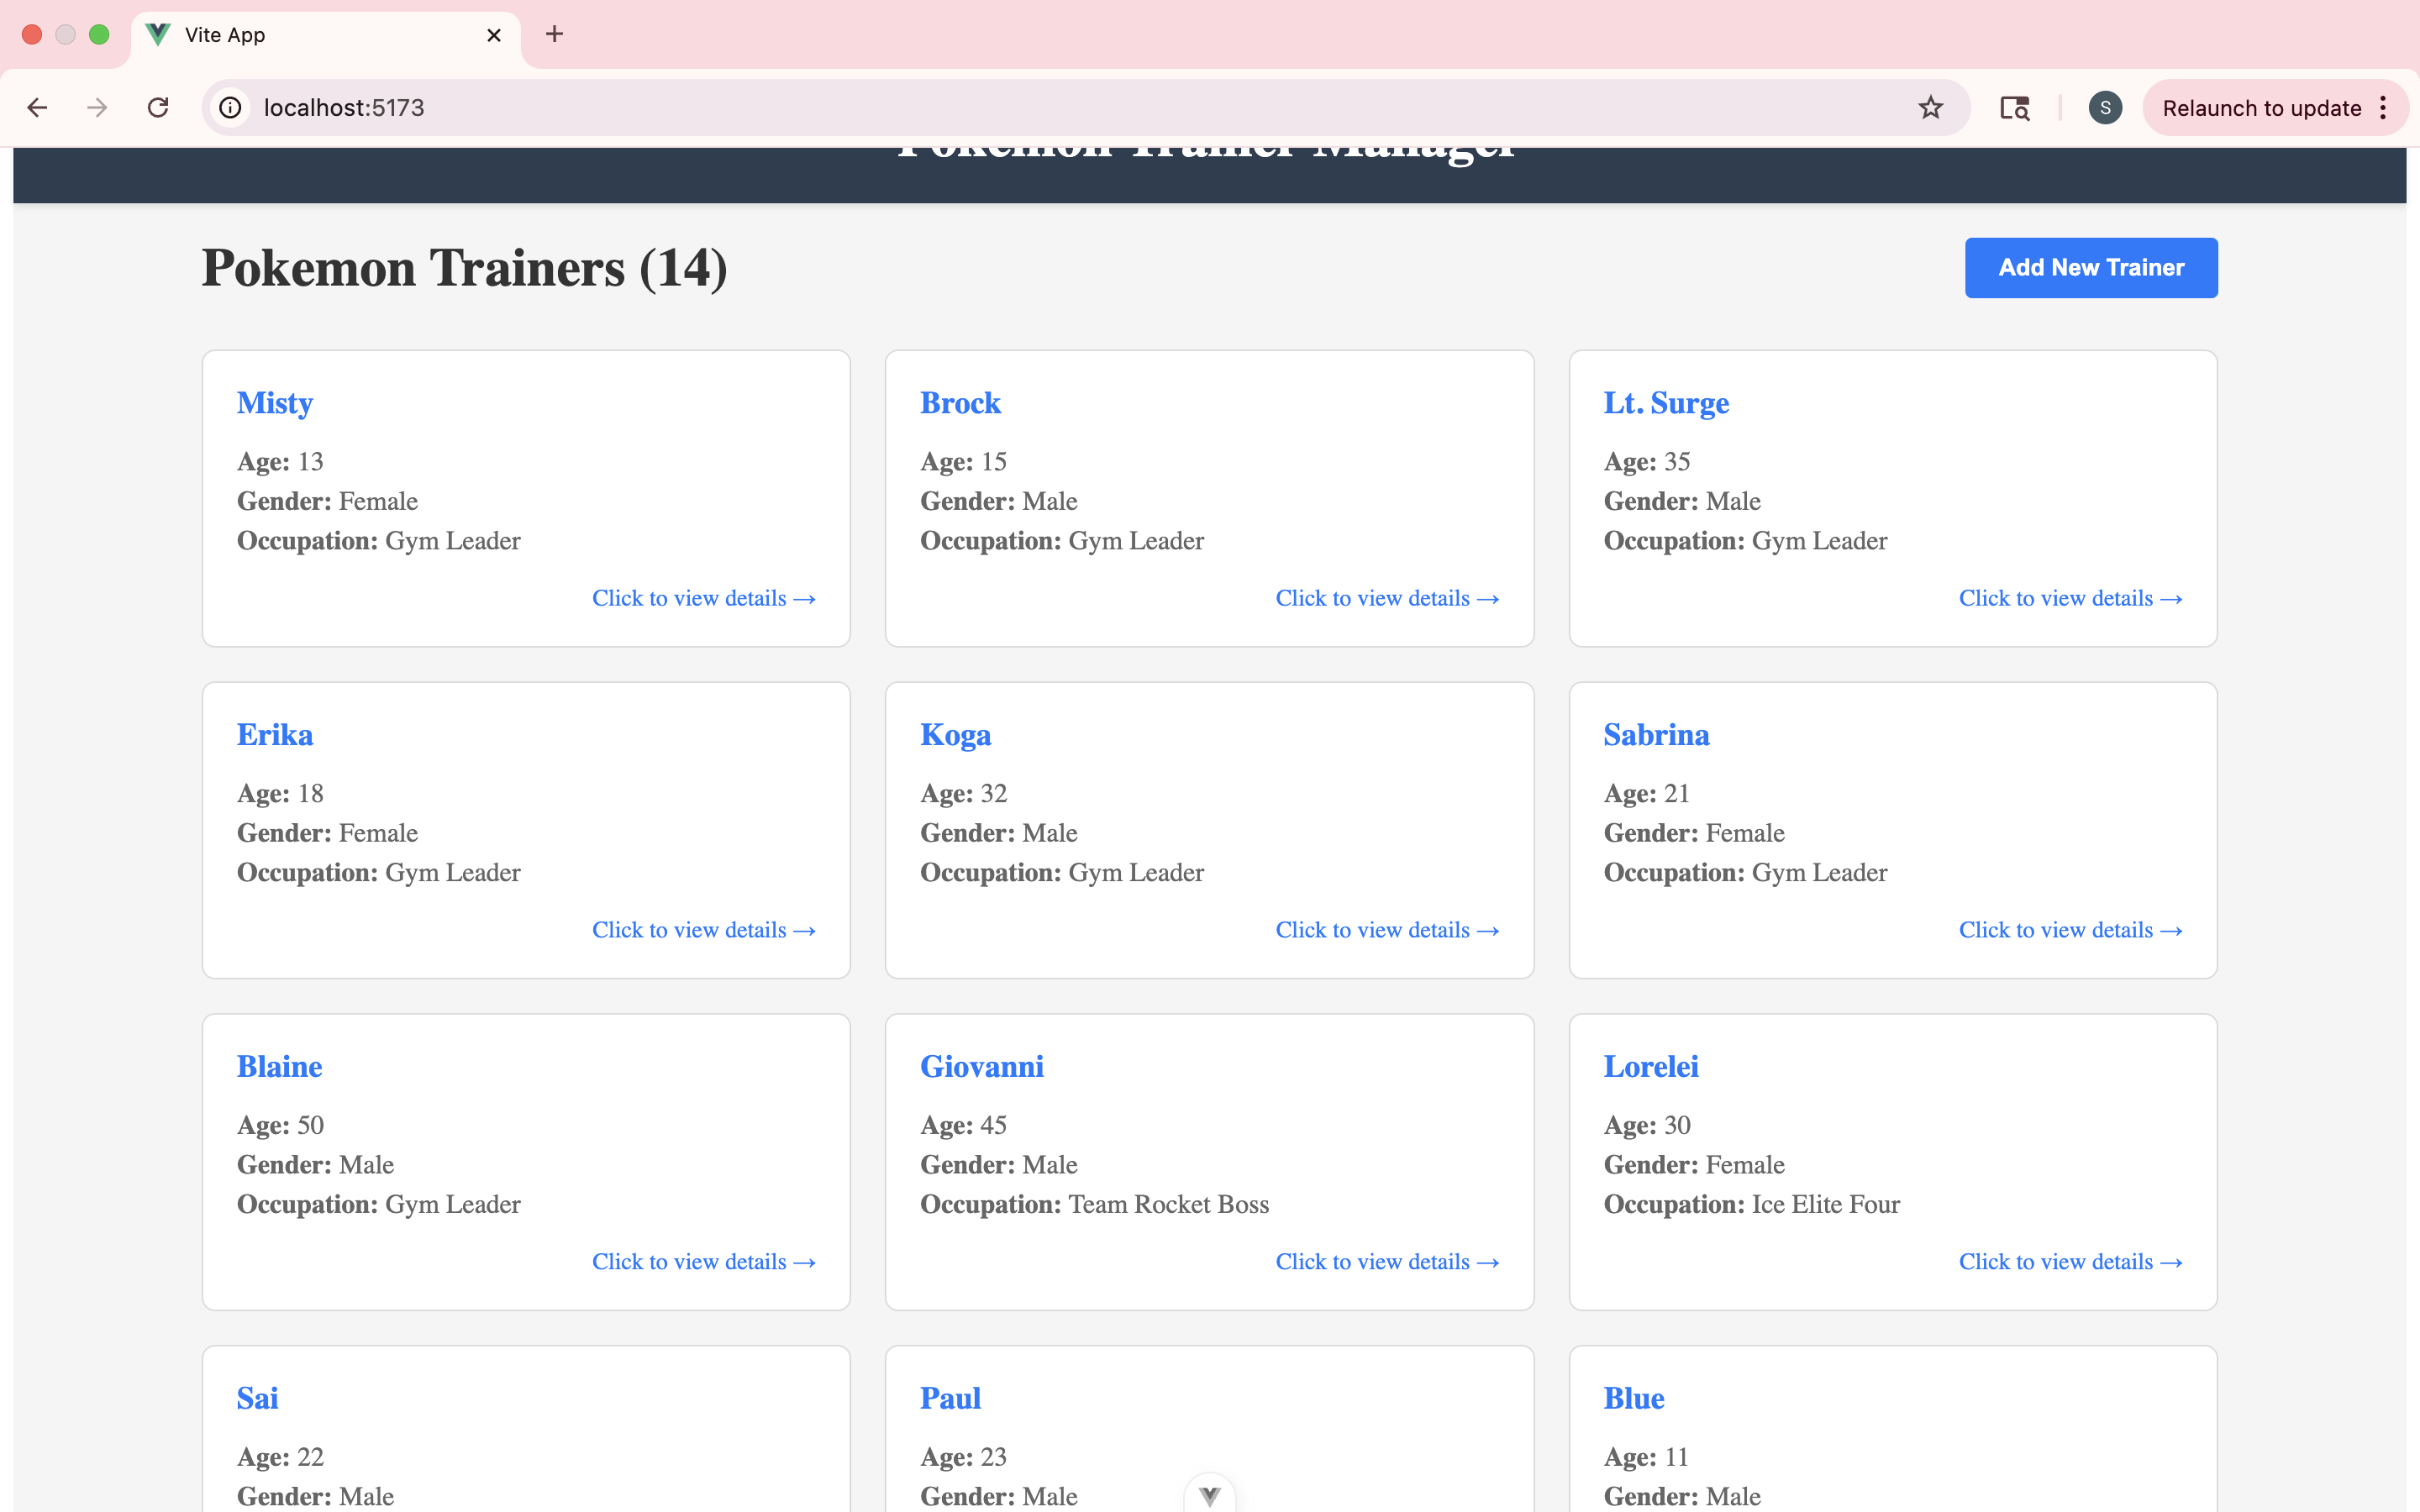 Vite App
localhost:5173
S
Relaunch to update
Pokemon Trainer Manager
Pokemon Trainers (14)
Add New Trainer
Misty
Age: 13
Gender: Female
Occupation: Gym Leader
Click to view details →
Brock
Age: 15
Gender: Male
Occupation: Gym Leader
Click to view details →
Lt. Surge
Age: 35
Gender: Male
Occupation: Gym Leader
Click to view details →
Erika
Age: 18
Gender: Female
Occupation: Gym Leader
Click to view details →
Koga
Age: 32
Gender: Male
Occupation: Gym Leader
Click to view details →
Sabrina
Age: 21
Gender: Female
Occupation: Gym Leader
Click to view details →
Blaine
Age: 50
Gender: Male
Occupation: Gym Leader
Click to view details →
Giovanni
Age: 45
Gender: Male
Occupation: Team Rocket Boss
Click to view details →
Lorelei
Age: 30
Gender: Female
Occupation: Ice Elite Four
Click to view details →
Sai
Age: 22
Gender: Male
Paul
Age: 23
Gender: Male
Blue
Age: 11
Gender: Male